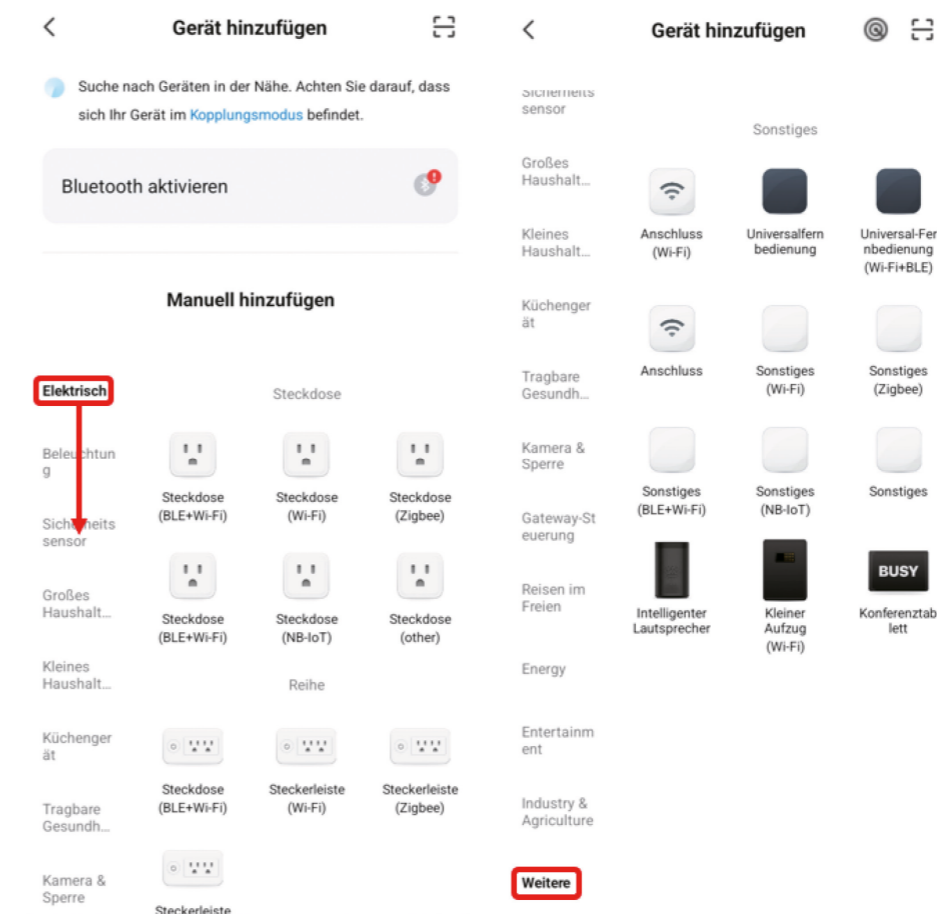 Gerät hinzufügen
Suche nach Geräten in der Nähe. Achten Sie darauf, dass
sich Ihr Gerät im Kopplungsmodus befindet.
Bluetooth aktivieren
Manuell hinzufügen
Elektrisch
Beleuchtun
g
Sicherheits
sensor
Großes
Haushalt...
Kleines
Haushalt...
Küchenger
ät
Tragbare
Gesundh...
Kamera &
Sperre
Steckdose
Steckdose
(BLE+Wi-Fi)
Steckdose
(Wi-Fi)
Steckdose
(Zigbee)
Steckdose
(BLE+Wi-Fi)
Steckdose
(NB-IoT)
Steckdose
(other)
Reihe
Steckdose
(BLE+Wi-Fi)
Steckerleiste
(Wi-Fi)
Steckerleiste
(Zigbee)
Steckerleiste
Gerät hinzufügen
Sicherheits
sensor
Großes
Haushalt...
Kleines
Haushalt...
Küchenger
ät
Tragbare
Gesundh...
Kamera &
Sperre
Gateway-St
euerung
Reisen im
Freien
Energy
Entertainm
ent
Industry &
Agriculture
Weitere
Sonstiges
Anschluss
(Wi-Fi)
Universalfern
bedienung
Universal-Fer
nbedienung
(Wi-Fi+BLE)
Anschluss
Sonstiges
(Wi-Fi)
Sonstiges
(Zigbee)
Sonstiges
(BLE+Wi-Fi)
Sonstiges
(NB-IoT)
Sonstiges
Intelligenter
Lautsprecher
Kleiner
Aufzug
(Wi-Fi)
BUSY
Konferenztab
lett